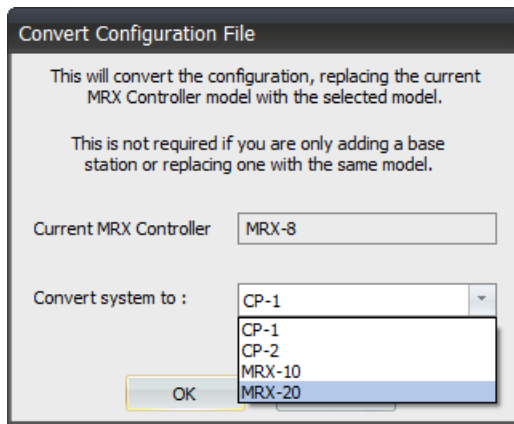 Convert Configuration File
This will convert the configuration, replacing the current
MRX Controller model with the selected model.
This is not required if you are only adding a base
station or replacing one with the same model.
Current MRX Controller MRX-8
Convert system to : CP-1
CP-1
CP-2
MRX-10
MRX-20
OK